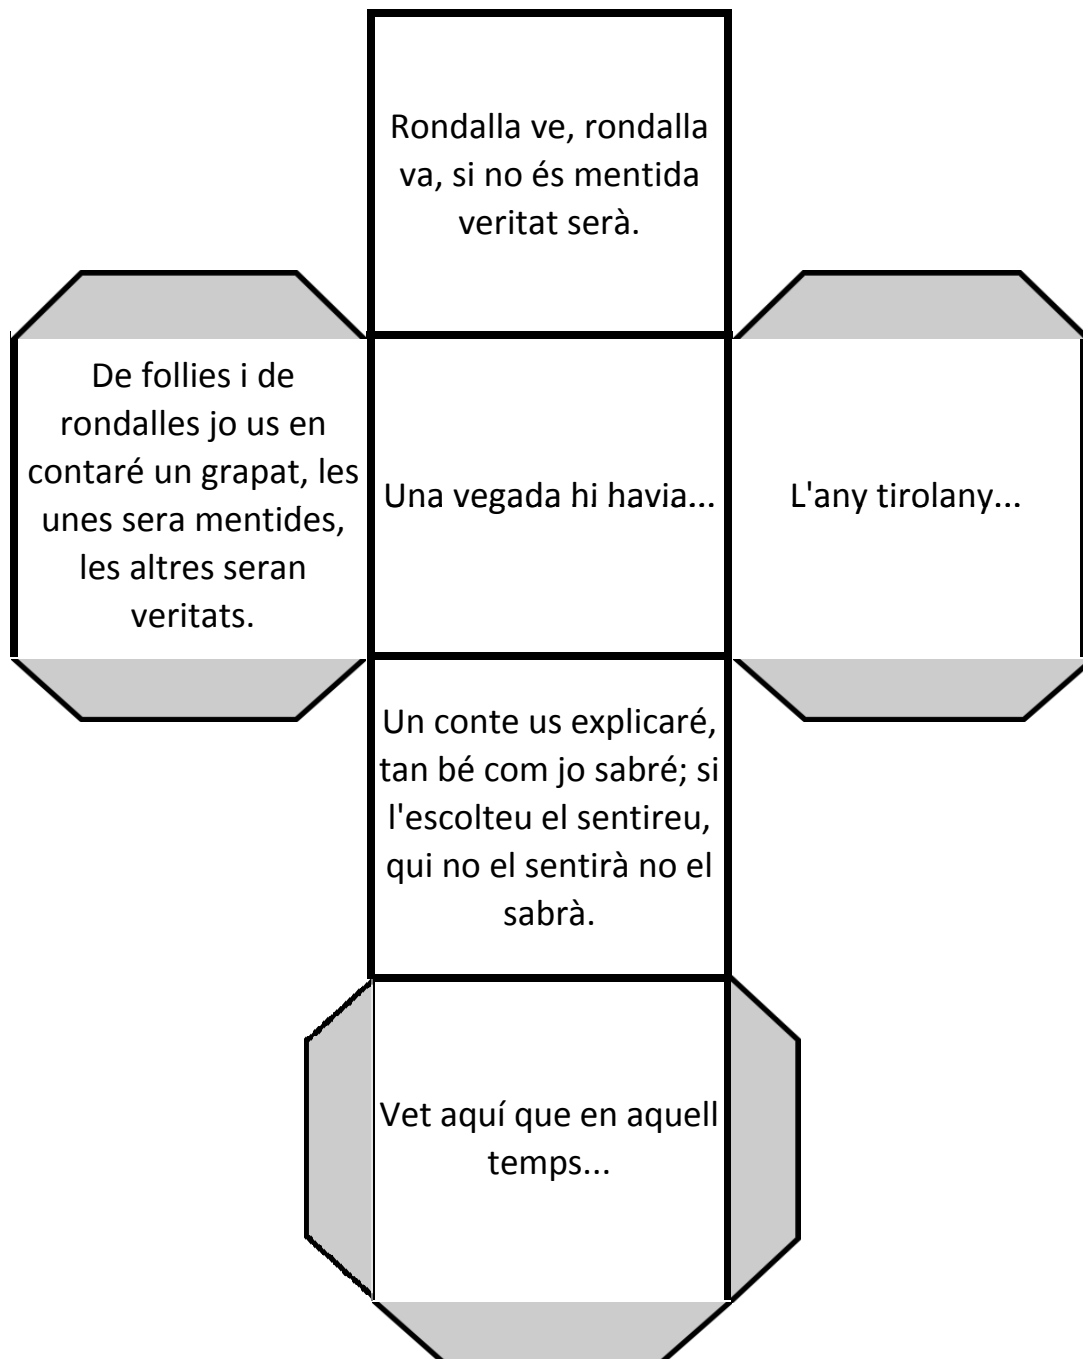 Rondalla ve, rondalla
va, si no és mentida
veritat serà.
De follies i de
rondalles jo us en
contaré un grapat, les
unes sera mentides,
les altres seran
veritats.
Una vegada hi havia...
L'any tirolany...
Un conte us explicaré,
tan bé com jo sabré; si
l'escolteu el sentireu,
qui no el sentirà no el
sabrà.
Vet aquí que en aquell
temps...